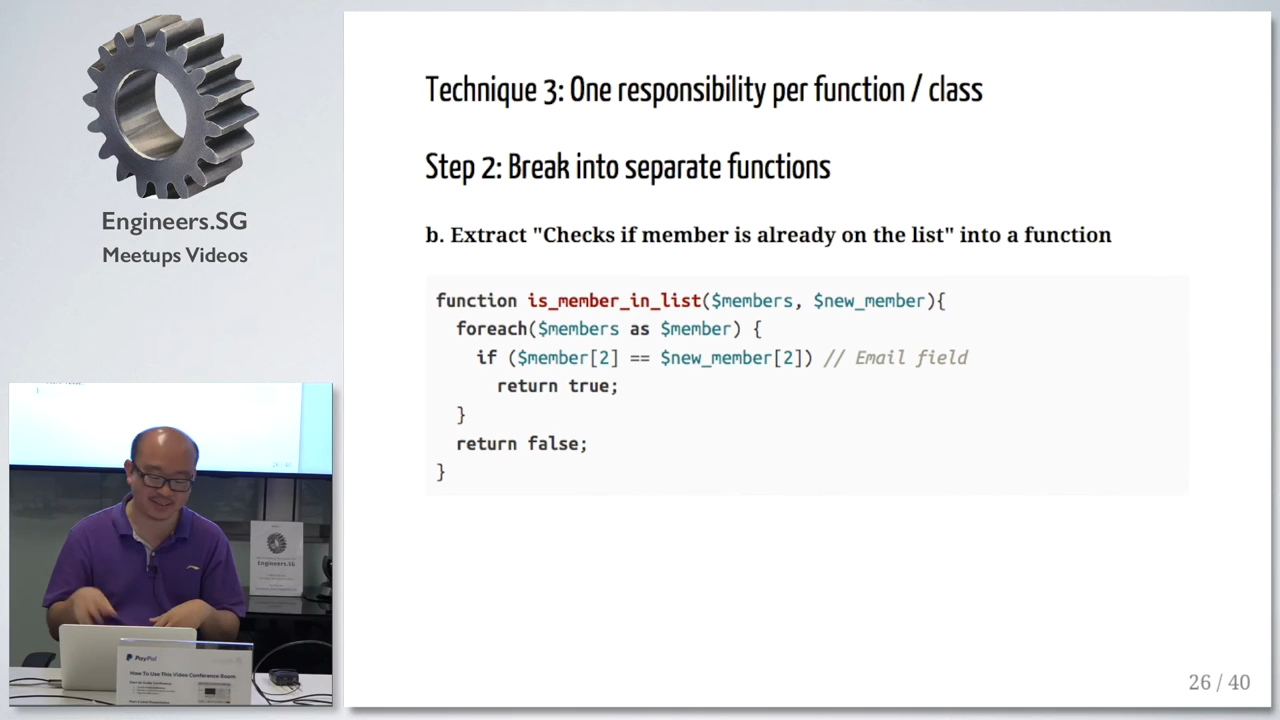 Engineers.SG
Meetups Videos
Technique 3: One responsibility per function / class
Step 2: Break into separate functions
b. Extract "Checks if member is already on the list" into a function
function is_member_in_list($members, $new_member){
foreach($members as $member) {
if ($member[2] == $new_member[2]) // Email field
return true;
}
return false;
}
26 / 40
Engineers.SG
PayPal
How To Use This Video Conference Room